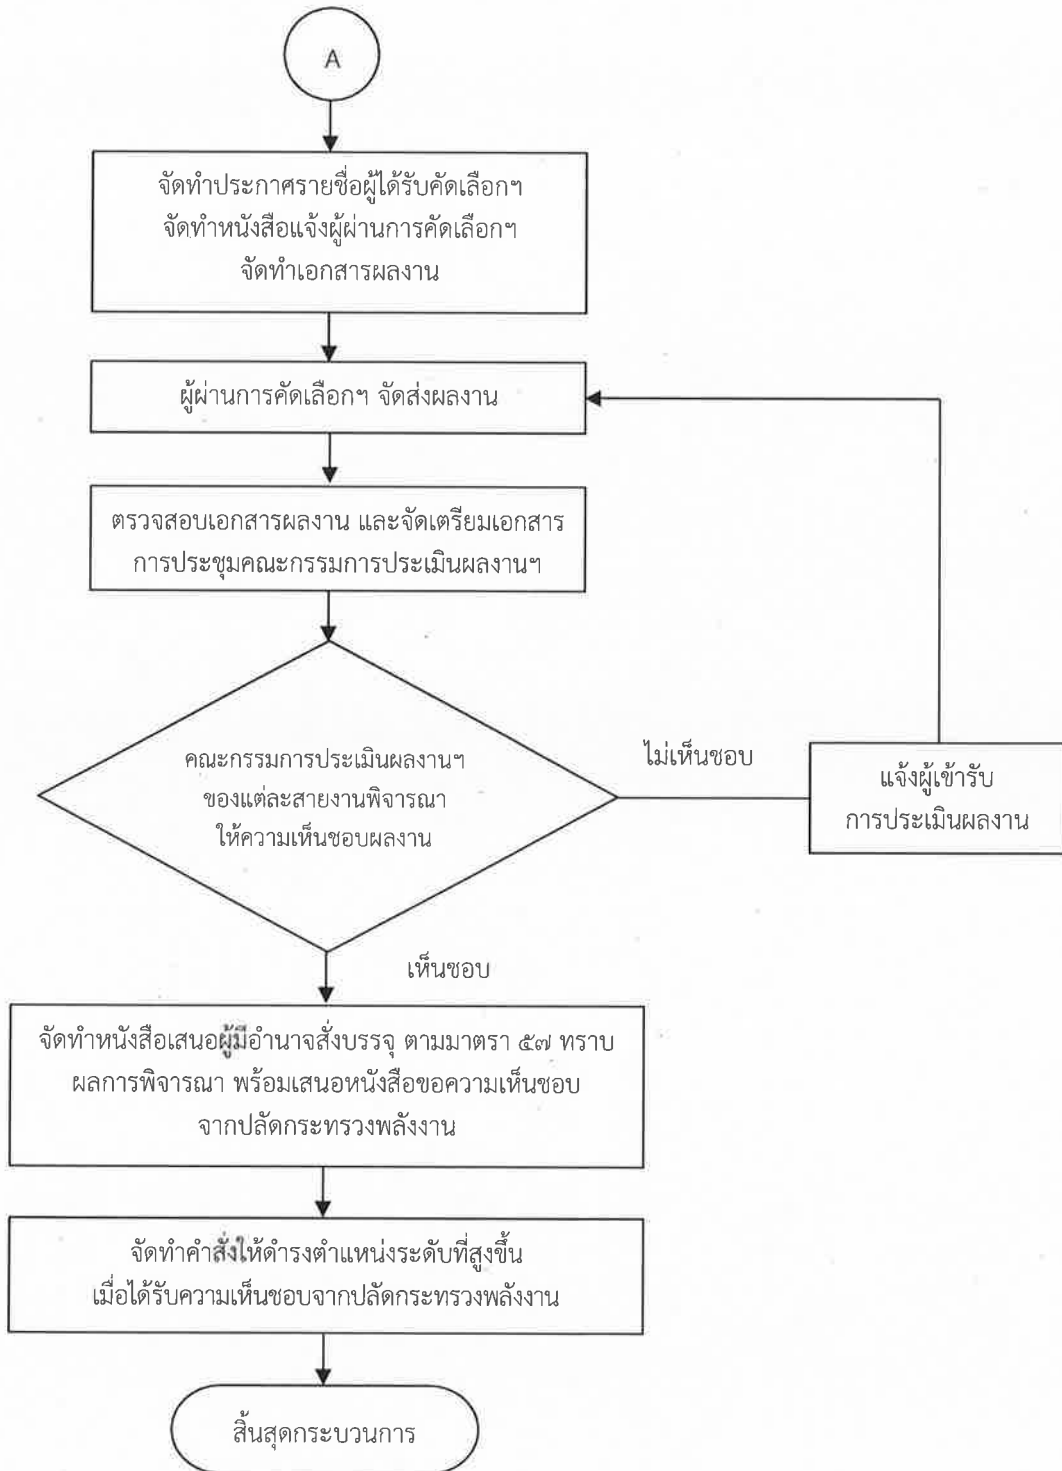 A
จัดทำประกาศรายชื่อผู้ได้รับคัดเลือกฯ
จัดทำหนังสือแจ้งผู้ผ่านการคัดเลือกฯ
จัดทำเอกสารผลงาน
ผู้ผ่านการคัดเลือกฯ จัดส่งผลงาน
ตรวจสอบเอกสารผลงาน และจัดเตรียมเอกสาร
การประชุมคณะกรรมการประเมินผลงานฯ
คณะกรรมการประเมินผลงานฯ
ของแต่ละสายงานพิจารณา
ให้ความเห็นชอบผลงาน
ไม่เห็นชอบ
แจ้งผู้เข้ารับ
การประเมินผลงาน
เห็นชอบ
จัดทำหนังสือเสนอผู้มีอำนาจสั่งบรรจุ ตามมาตรา ๕๗ ทราบ
ผลการพิจารณา พร้อมเสนอหนังสือขอความเห็นชอบ
จากปลัดกระทรวงพลังงาน
จัดทำคำสั่งให้ดำรงตำแหน่งระดับที่สูงขึ้น
เมื่อได้รับความเห็นชอบจากปลัดกระทรวงพลังงาน
สิ้นสุดกระบวนการ